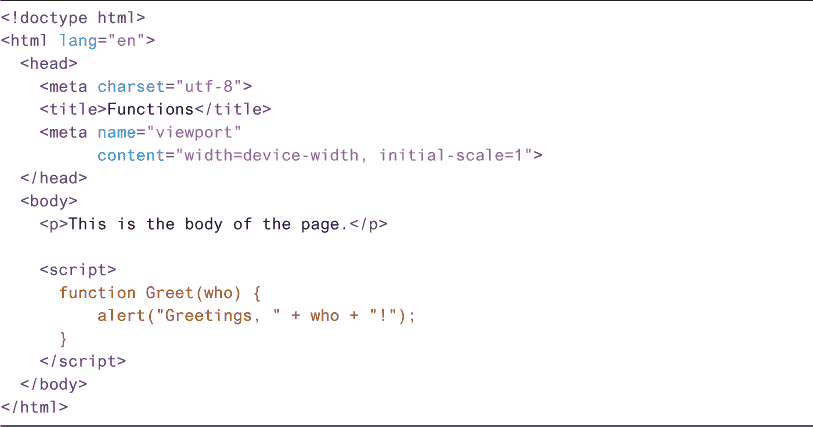 <!doctype html>
<html lang="en">
  <head>
    <meta charset="utf-8">
    <title>Functions</title>
    <meta name="viewport"
          content="width=device-width, initial-scale=1">
  </head>
  <body>
    <p>This is the body of the page.</p>

    <script>
      function Greet(who) {
          alert("Greetings, " + who + "!");
      }
    </script>
  </body>
</html>